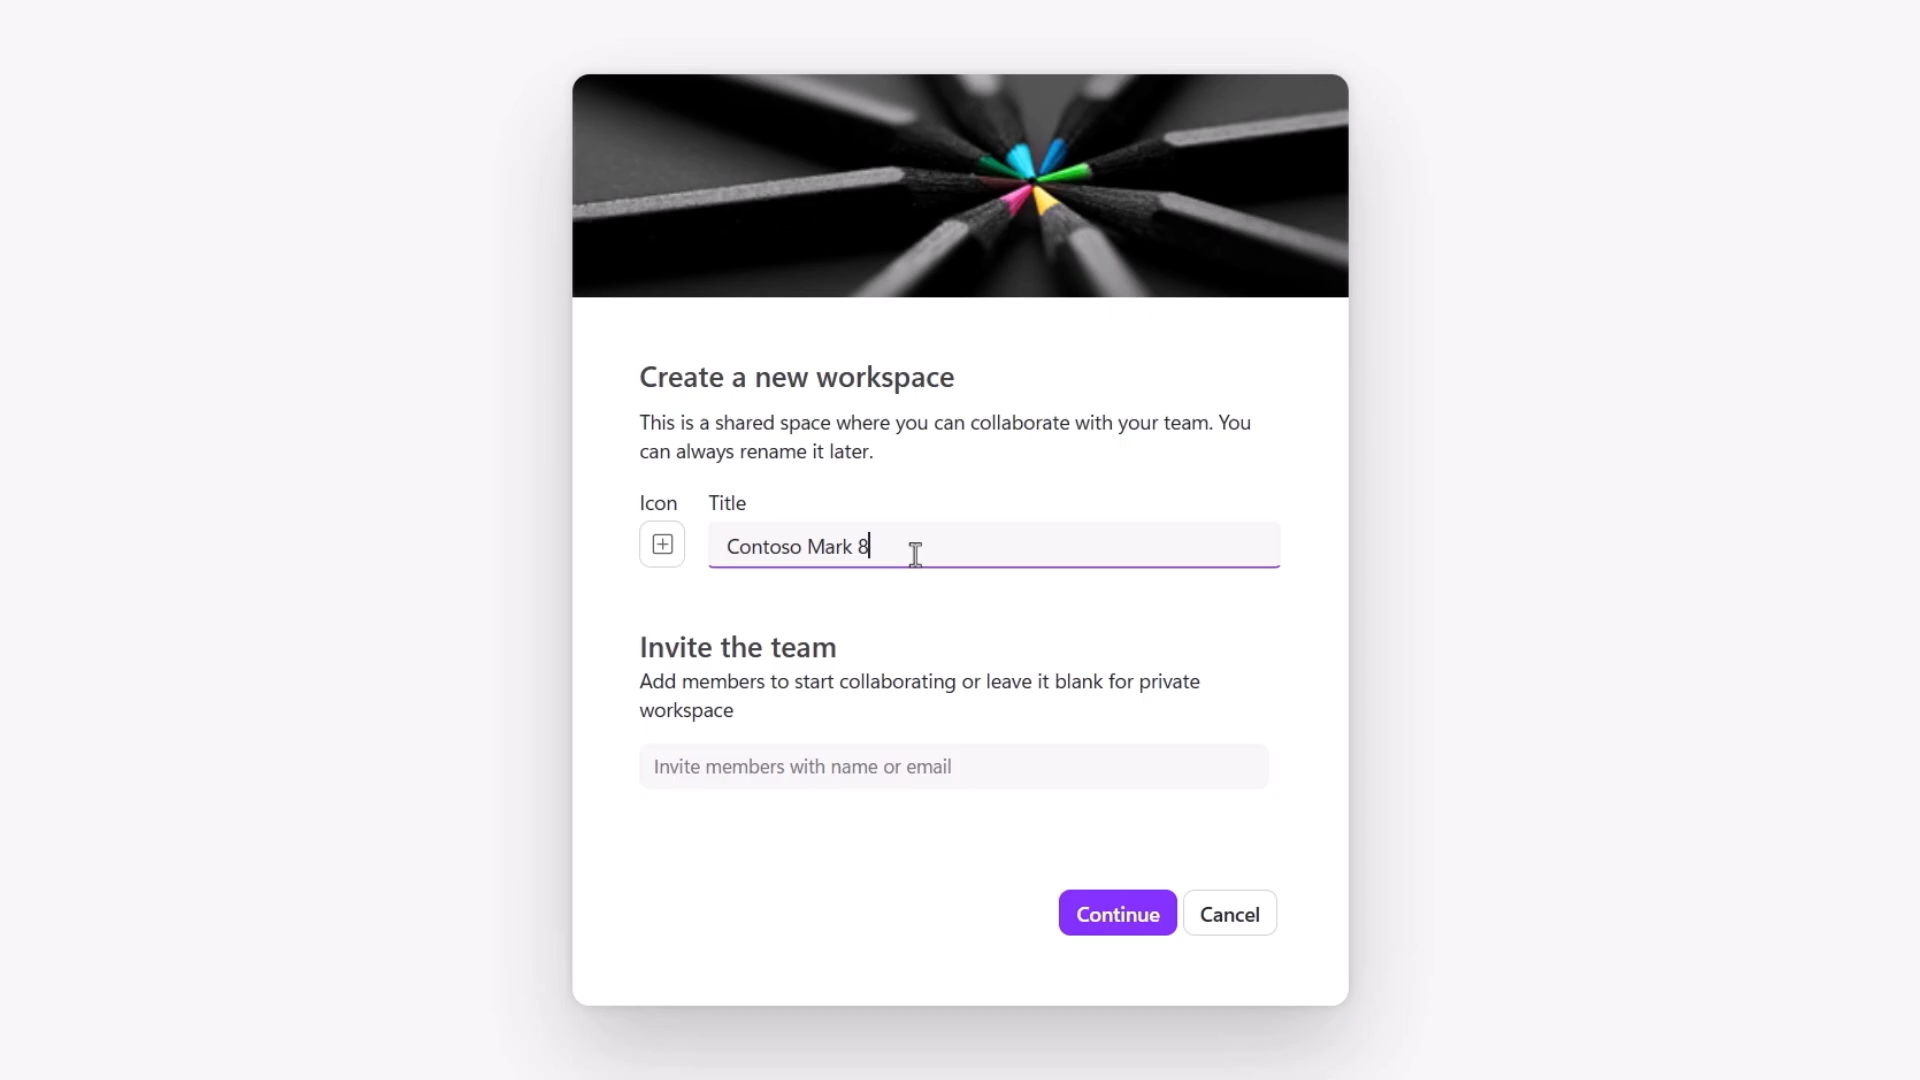 Create a new workspace
This is a shared space where you can collaborate with your team. You
can always rename it later.
Icon Title
Contoso Mark 8
Invite the team
Add members to start collaborating or leave it blank for private
workspace
Invite members with name or email
Continue Cancel